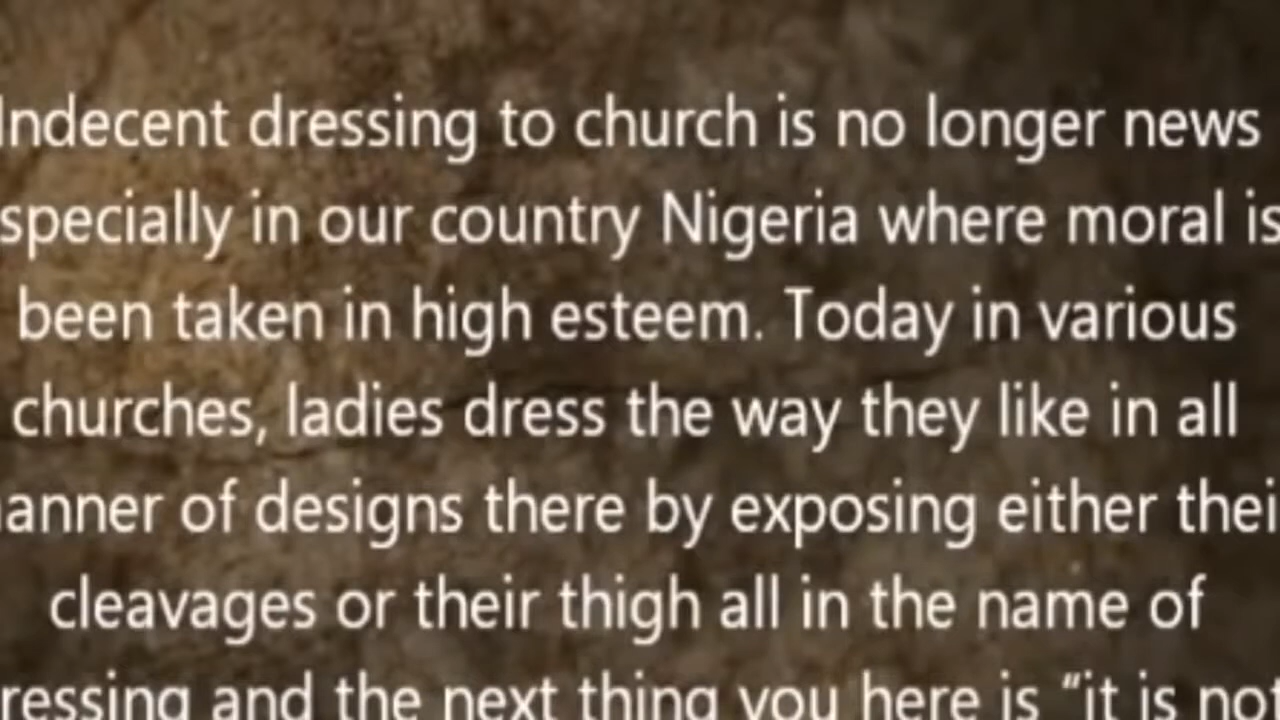 Indecent dressing to church is no longer news
specially in our country Nigeria where moral is
been taken in high esteem. Today in various
churches, ladies dress the way they like in all
anner of designs there by exposing either thei
cleavages or their thigh all in the name of
ressing and the next thing you here is “it is not